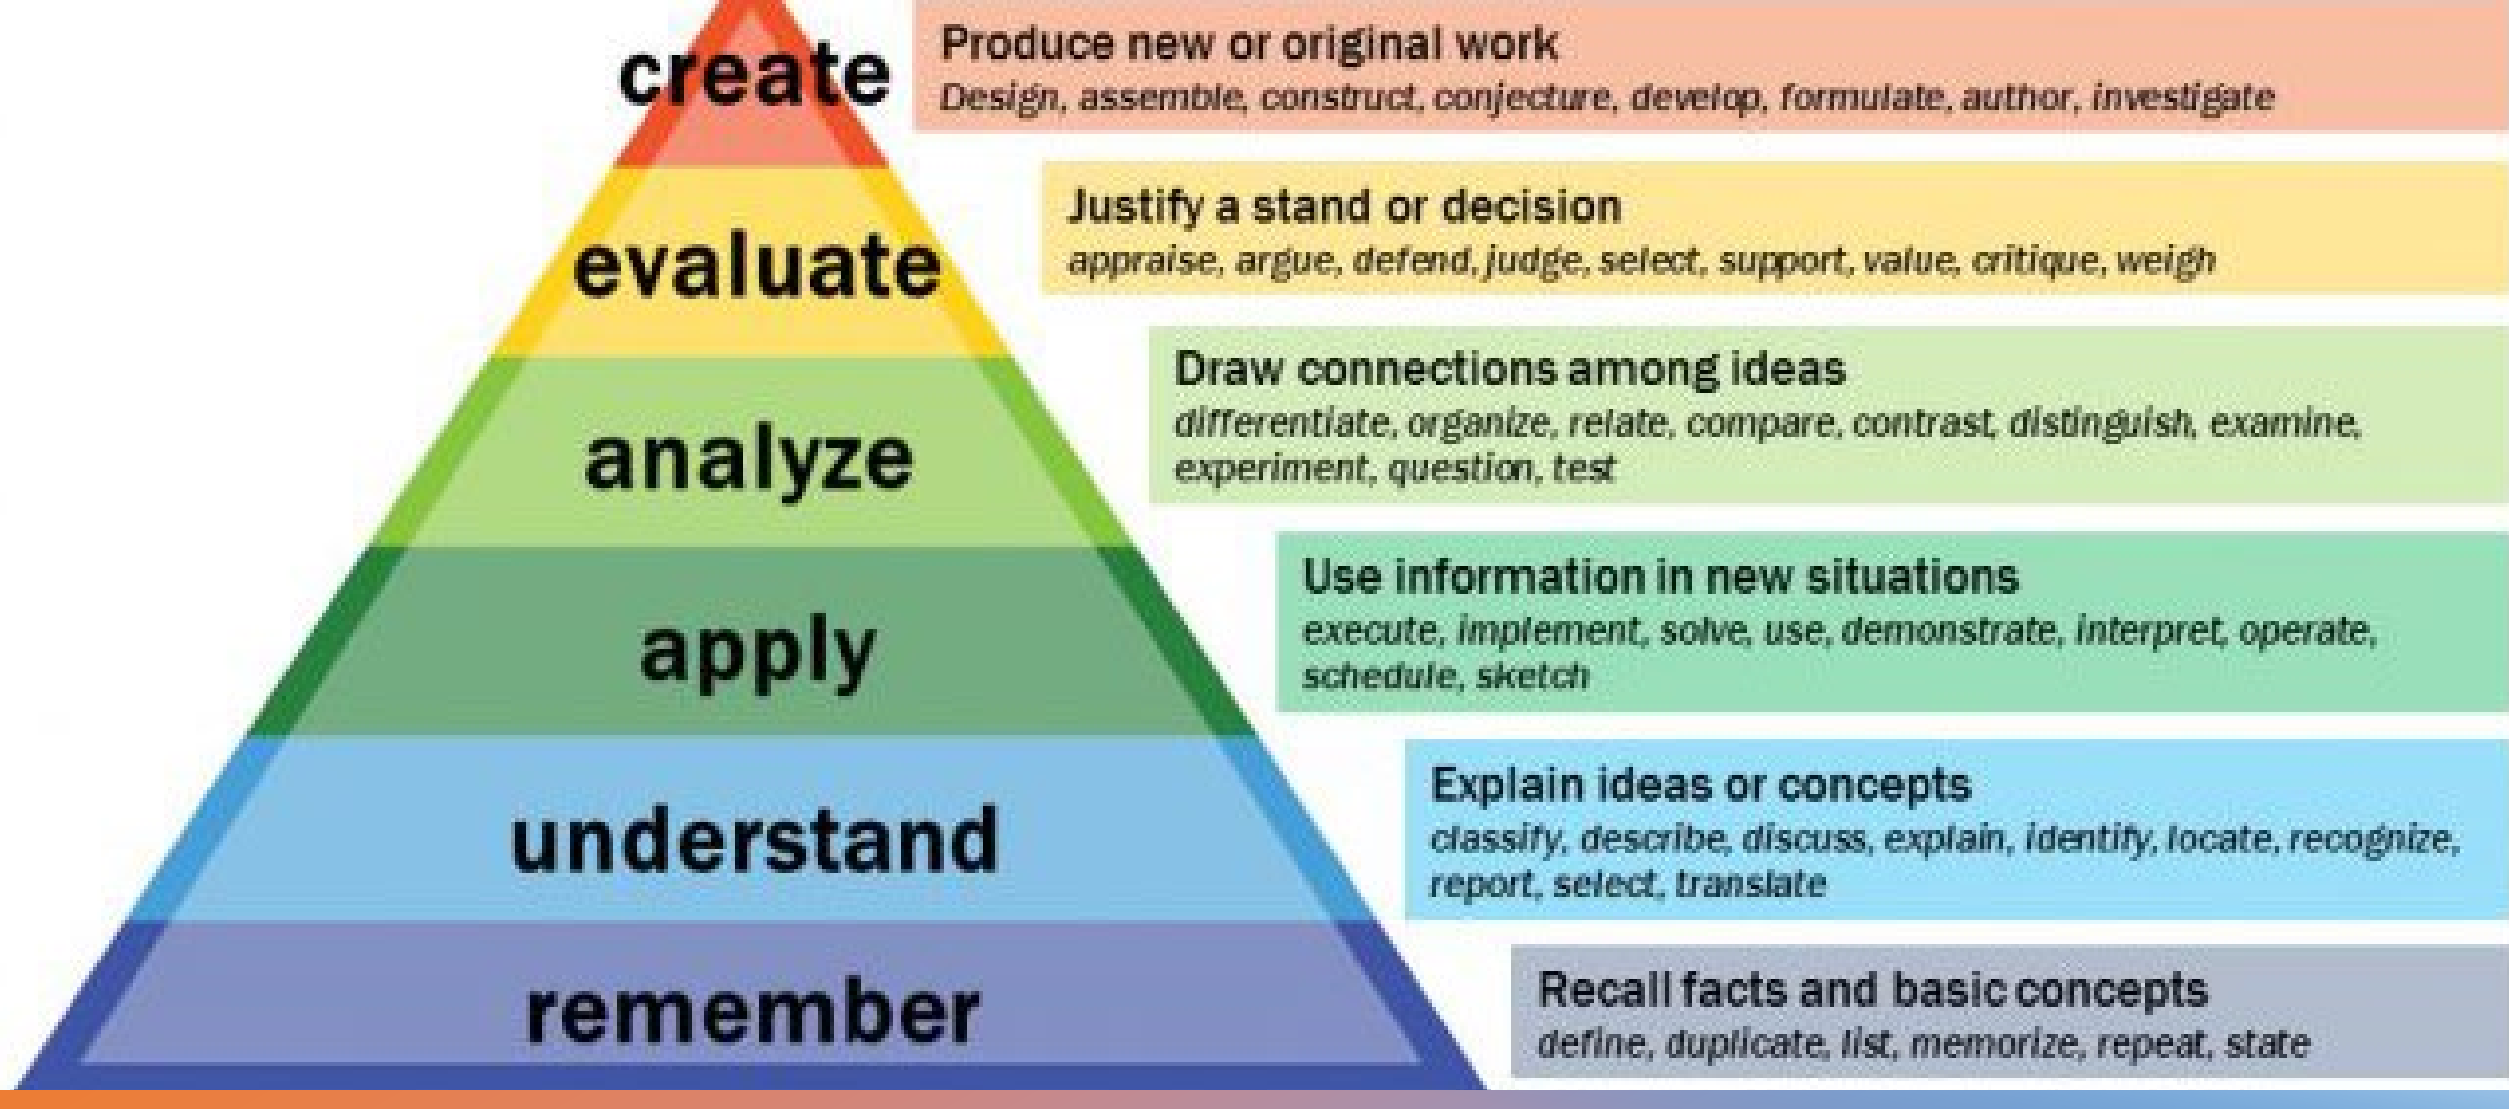 create
Produce new or original work
Design, assemble, construct, conjecture, develop, formulate, author, investigate
evaluate
Justify a stand or decision
appraise, argue, defend, judge, select, support, value, critique, weigh
analyze
Draw connections among ideas
differentiate, organize, relate, compare, contrast, distinguish, examine,
experiment, question, test
apply
Use information in new situations
execute, implement, solve, use, demonstrate, interpret, operate,
schedule, sketch
understand
Explain ideas or concepts
classify, describe, discuss, explain, identify, locate, recognize,
report, select, translate
remember
Recall facts and basic concepts
define, duplicate, list, memorize, repeat, state